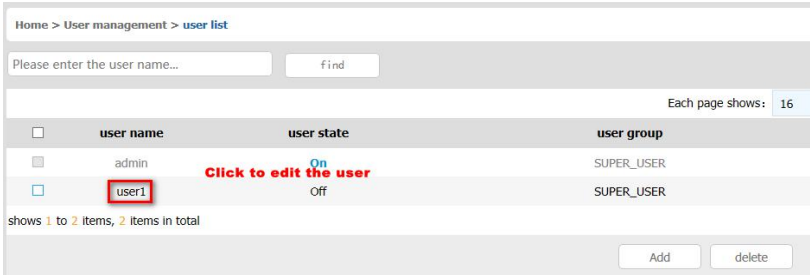 Home > User management > user list
Please enter the user name... find
Each page shows: 16
user name user state user group
admin On SUPER_USER
Click to edit the user
user1 Off SUPER_USER
shows 1 to 2 items, 2 items in total
Add delete